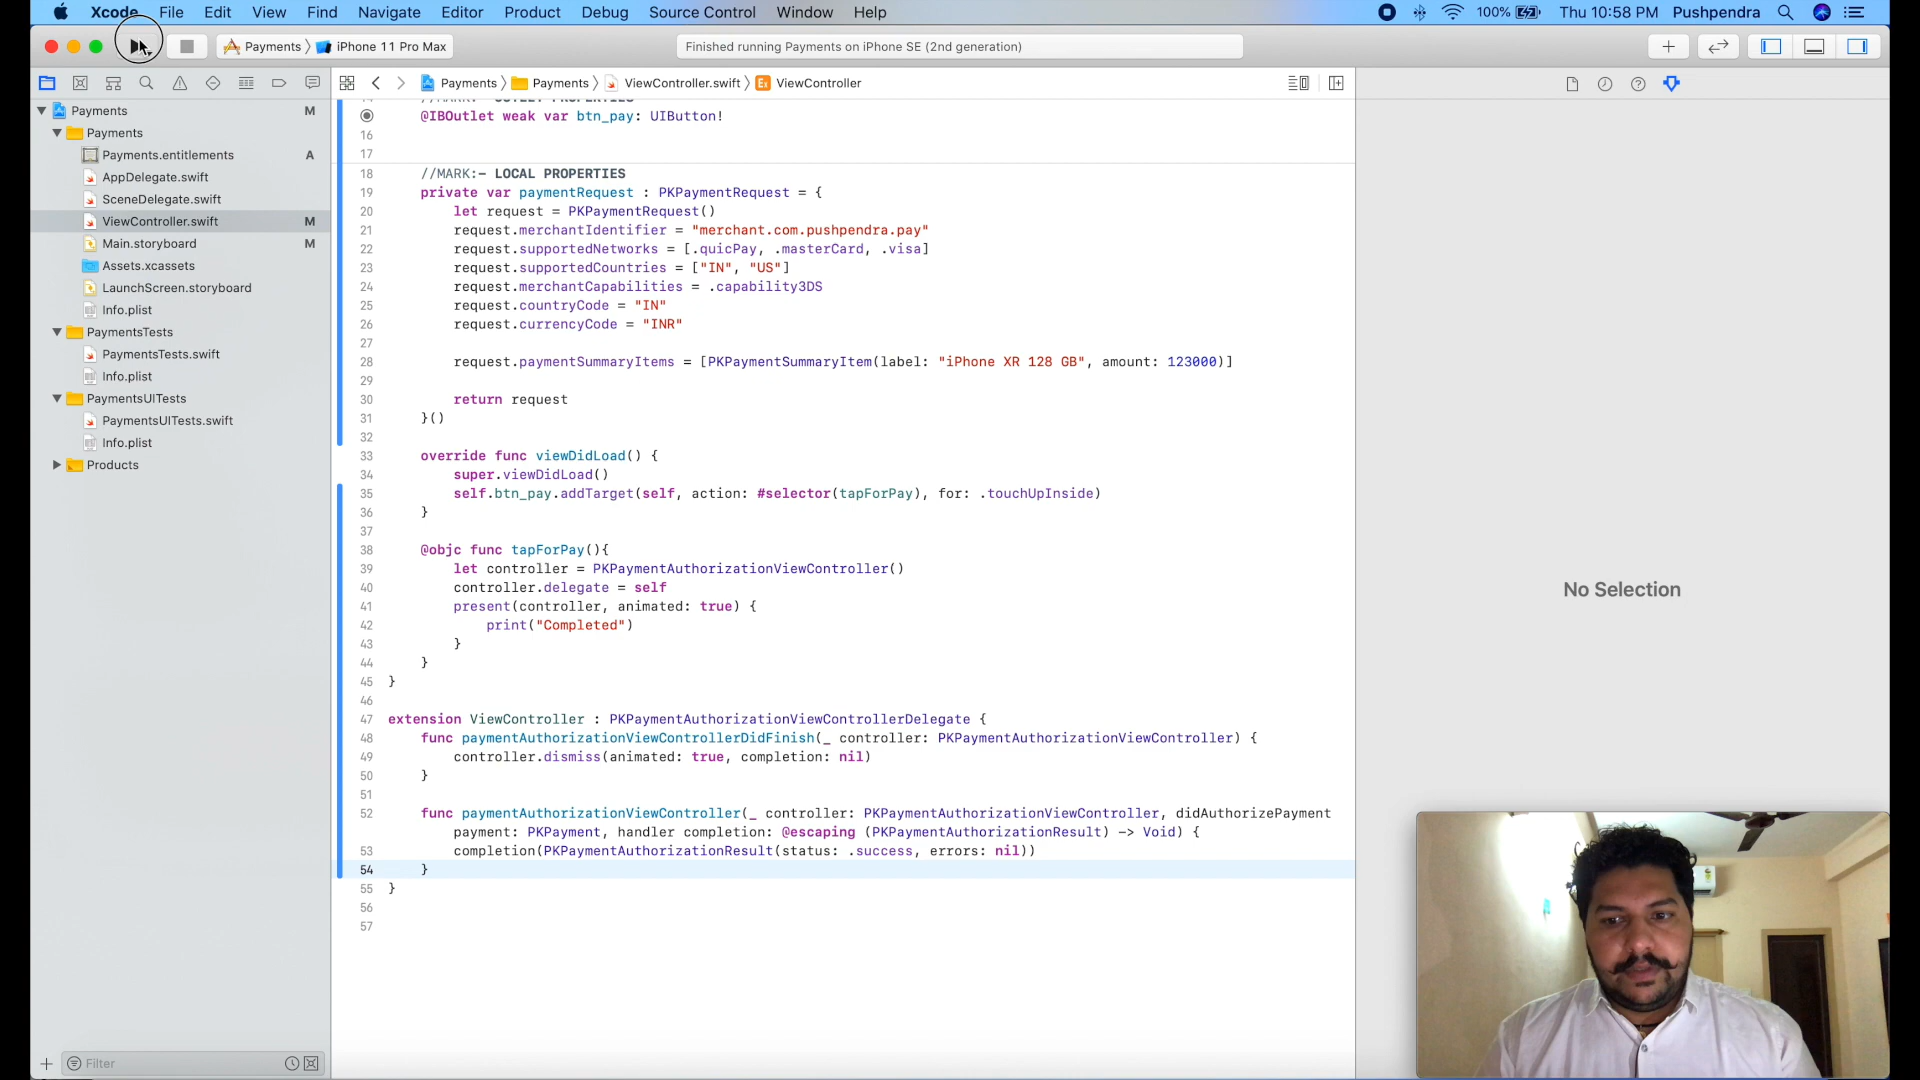 Xcode File Edit View Find Navigate Editor Product Debug Source Control Window Help 100% Thu 10:58 PM Pushpendra
Payments iPhone 11 Pro Max Finished running Payments on iPhone SE (2nd generation)
Payments Payments ViewController.swift Ex ViewController
Payments M
Payments
Payments.entitlements A
AppDelegate.swift
SceneDelegate.swift
ViewController.swift M
Main.storyboard M
Assets.xcassets
LaunchScreen.storyboard
Info.plist
PaymentsTests
PaymentsTests.swift
Info.plist
PaymentsUITests
PaymentsUITests.swift
Info.plist
Products
Filter
14 //MARK:- OUTLET PROPERTIES
@IBOutlet weak var btn_pay: UIButton!
16
17
18 //MARK:- LOCAL PROPERTIES
19 private var paymentRequest : PKPaymentRequest = {
20 let request = PKPaymentRequest()
21 request.merchantIdentifier = "merchant.com.pushpendra.pay"
22 request.supportedNetworks = [.quicPay, .masterCard, .visa]
23 request.supportedCountries = ["IN", "US"]
24 request.merchantCapabilities = .capability3DS
25 request.countryCode = "IN"
26 request.currencyCode = "INR"
27
28 request.paymentSummaryItems = [PKPaymentSummaryItem(label: "iPhone XR 128 GB", amount: 123000)]
29
30 return request
31 }()
32
33 override func viewDidLoad() {
34 super.viewDidLoad()
35 self.btn_pay.addTarget(self, action: #selector(tapForPay), for: .touchUpInside)
36 }
37
38 @objc func tapForPay(){
39 let controller = PKPaymentAuthorizationViewController()
40 controller.delegate = self
41 present(controller, animated: true) {
42 print("Completed")
43 }
44 }
45 }
46
47 extension ViewController : PKPaymentAuthorizationViewControllerDelegate {
48 func paymentAuthorizationViewControllerDidFinish(_ controller: PKPaymentAuthorizationViewController) {
49 controller.dismiss(animated: true, completion: nil)
50 }
51
52 func paymentAuthorizationViewController(_ controller: PKPaymentAuthorizationViewController, didAuthorizePayment
payment: PKPayment, handler completion: @escaping (PKPaymentAuthorizationResult) -> Void) {
53 completion(PKPaymentAuthorizationResult(status: .success, errors: nil))
54 }
55 }
56
57
No Selection